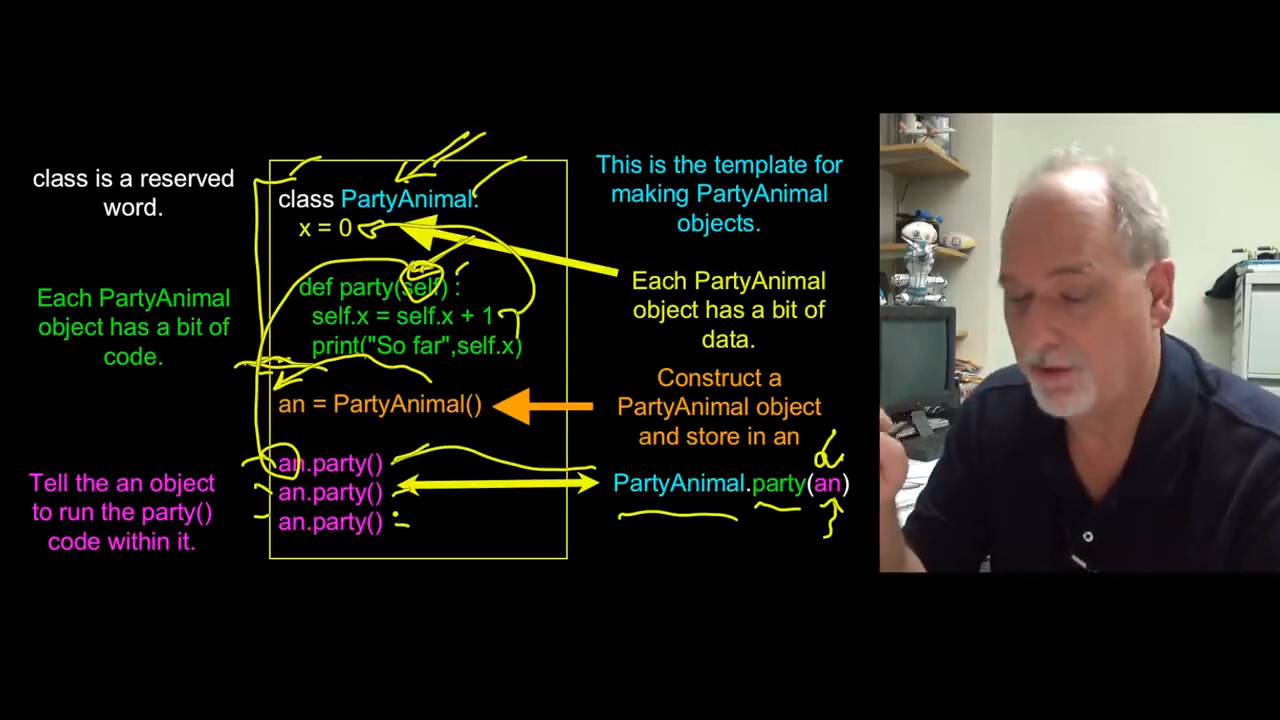 class is a reserved
word.
Each PartyAnimal
object has a bit of
code.
Tell the an object
to run the party()
code within it.
class PartyAnimal:
x = 0
def party(self) :
self.x = self.x + 1
print("So far",self.x)
an = PartyAnimal()
an.party()
an.party()
an.party()
This is the template for
making PartyAnimal
objects.
Each PartyAnimal
object has a bit of
data.
Construct a
PartyAnimal object
and store in an
PartyAnimal.party(an)